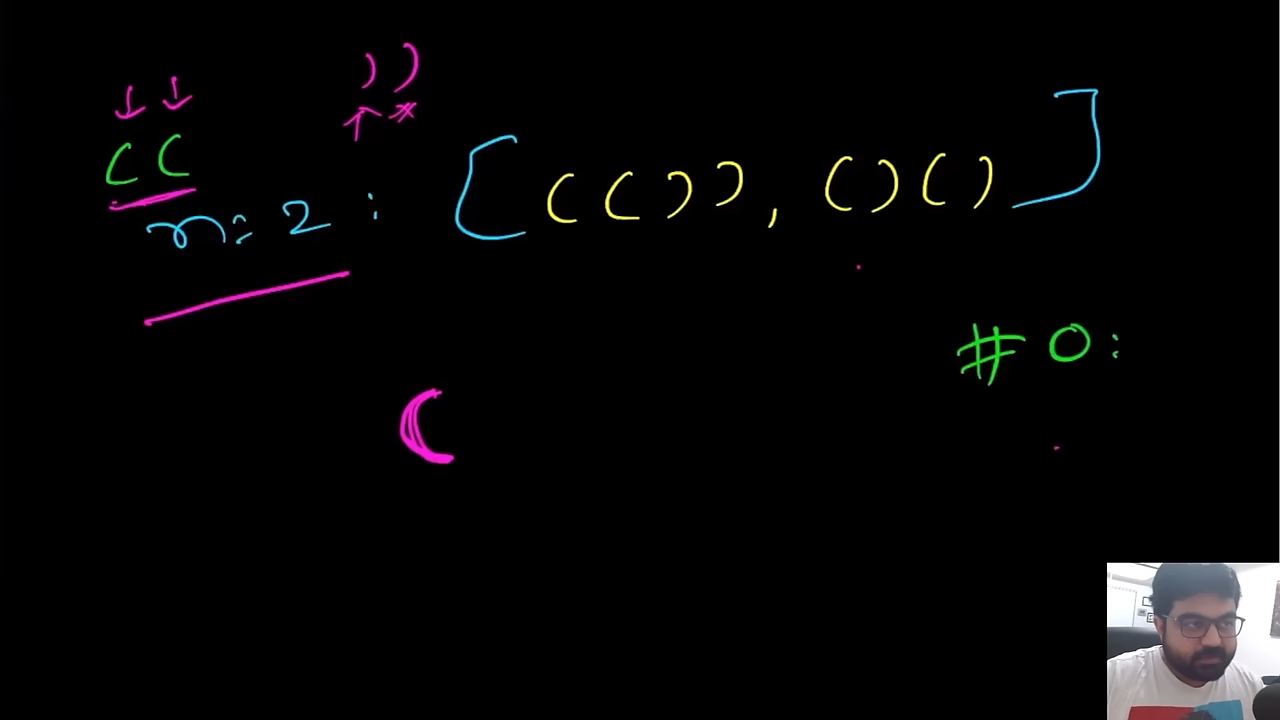 ))
((
n = 2 : [ (()), ()() ]
# 0 :
(